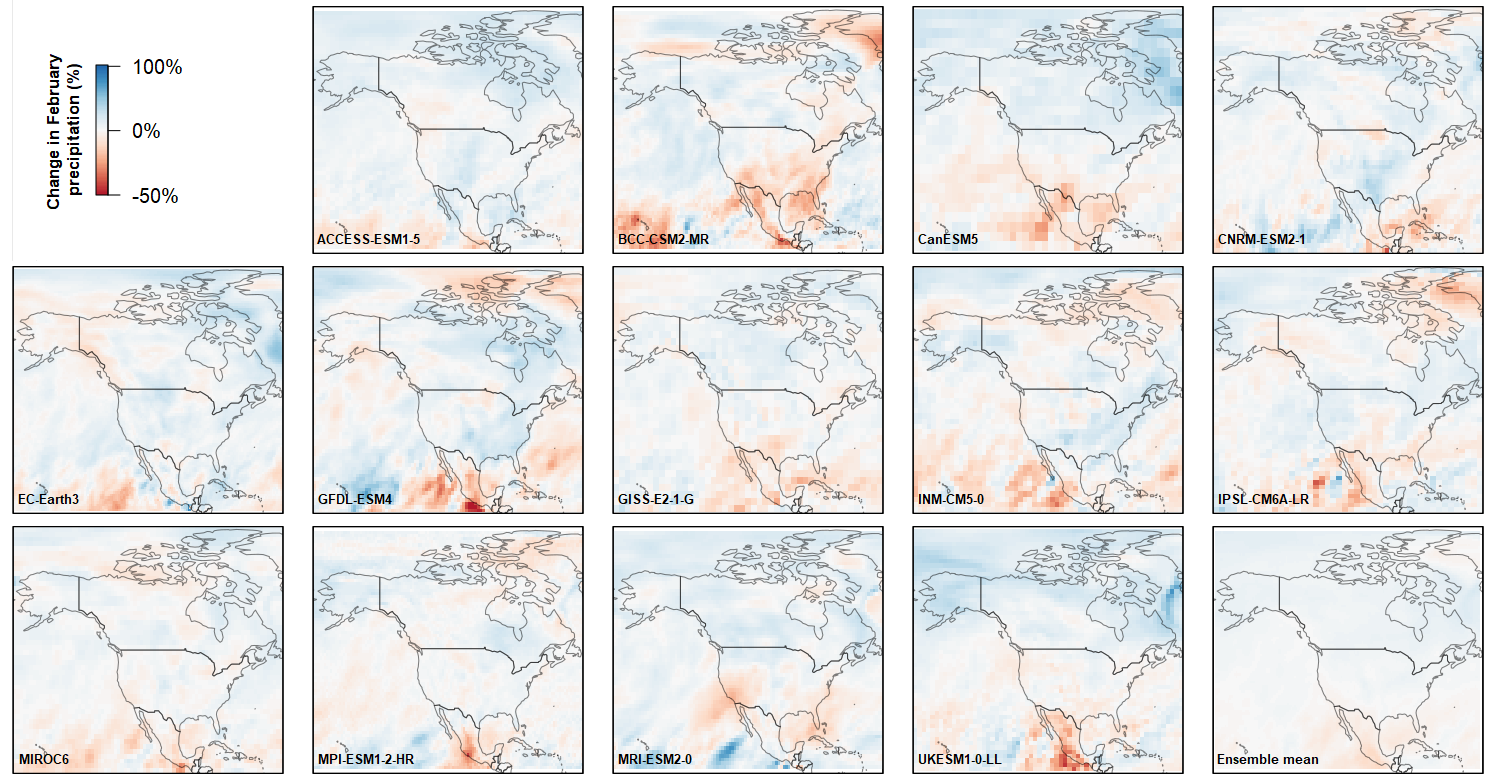 Change in February
precipitation (%)
100%
0%
-50%
ACCESS-ESM1-5
BCC-CSM2-MR
CanESM5
CNRM-ESM2-1
EC-Earth3
GFDL-ESM4
GISS-E2-1-G
INM-CM5-0
IPSL-CM6A-LR
MIROC6
MPI-ESM1-2-HR
MRI-ESM2-0
UKESM1-0-LL
Ensemble mean